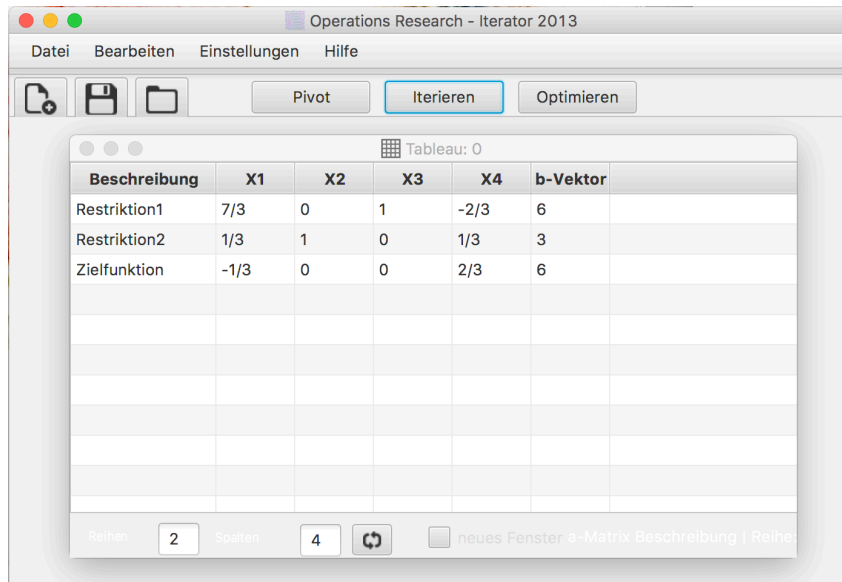 Operations Research - Iterator 2013
Datei Bearbeiten Einstellungen Hilfe
Pivot Iterieren Optimieren
Tableau: 0
Beschreibung X1 X2 X3 X4 b-Vektor
Restriktion1 7/3 0 1 -2/3 6
Restriktion2 1/3 1 0 1/3 3
Zielfunktion -1/3 0 0 2/3 6
Reihen 2 Spalten 4 neues Fenster a-Matrix Beschreibung | Reihe: